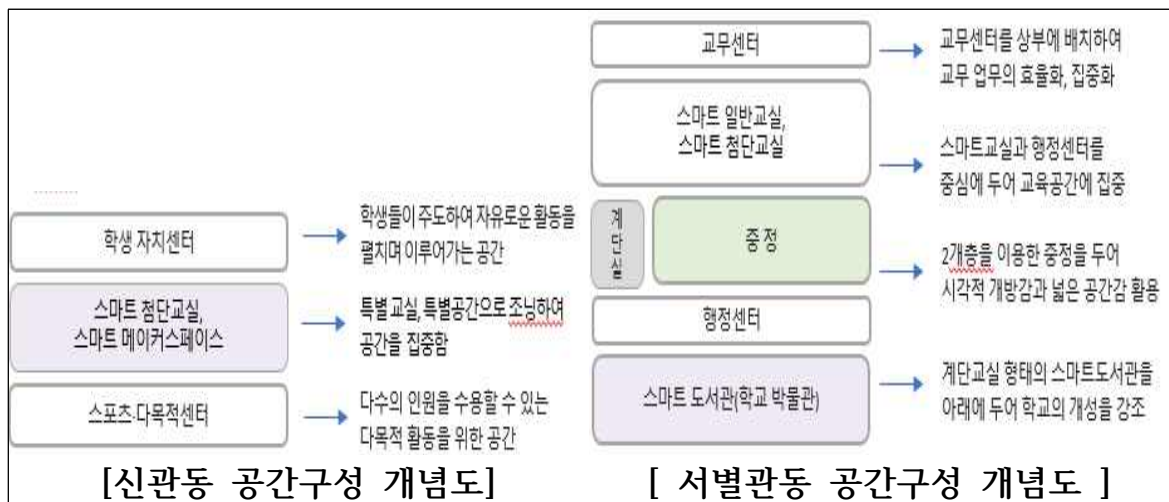 교무센터
교무센터를 상부에 배치하여
교무 업무의 효율화, 집중화
스마트 일반교실,
스마트 첨단교실
스마트교실과 행정센터를
중심에 두어 교육공간에 집중
계
단
실
중 정
2개층을 이용한 중정을 두어
시각적 개방감과 넓은 공간감 활용
행정센터
스마트 도서관(학교 박물관)
계단교실 형태의 스마트도서관을
아래에 두어 학교의 개성을 강조
학생 자치센터
학생들이 주도하여 자유로운 활동을
펼치며 이루어가는 공간
스마트 첨단교실,
스마트 메이커스페이스
특별 교실, 특별공간으로 조닝하여
공간을 집중함
스포츠·다목적센터
다수의 인원을 수용할 수 있는
다목적 활동을 위한 공간
[신관동 공간구성 개념도]
[ 서별관동 공간구성 개념도 ]